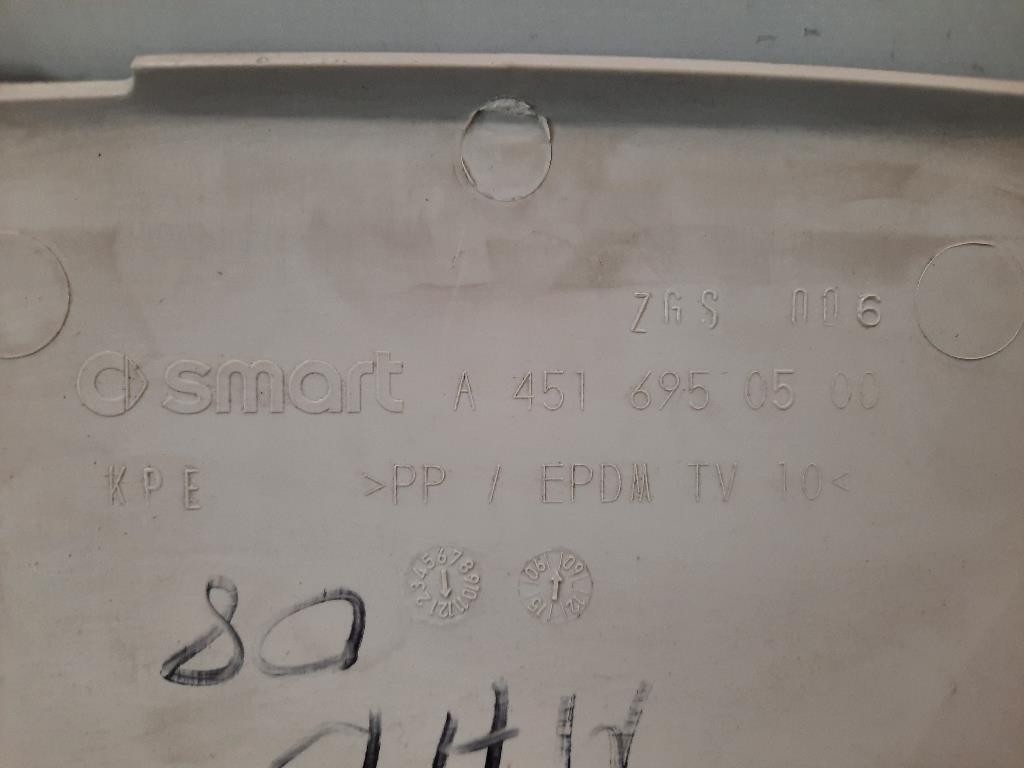 ZGS 006
smart A 451 695 05 00
KPE >PP / EPDM TV 10<
80